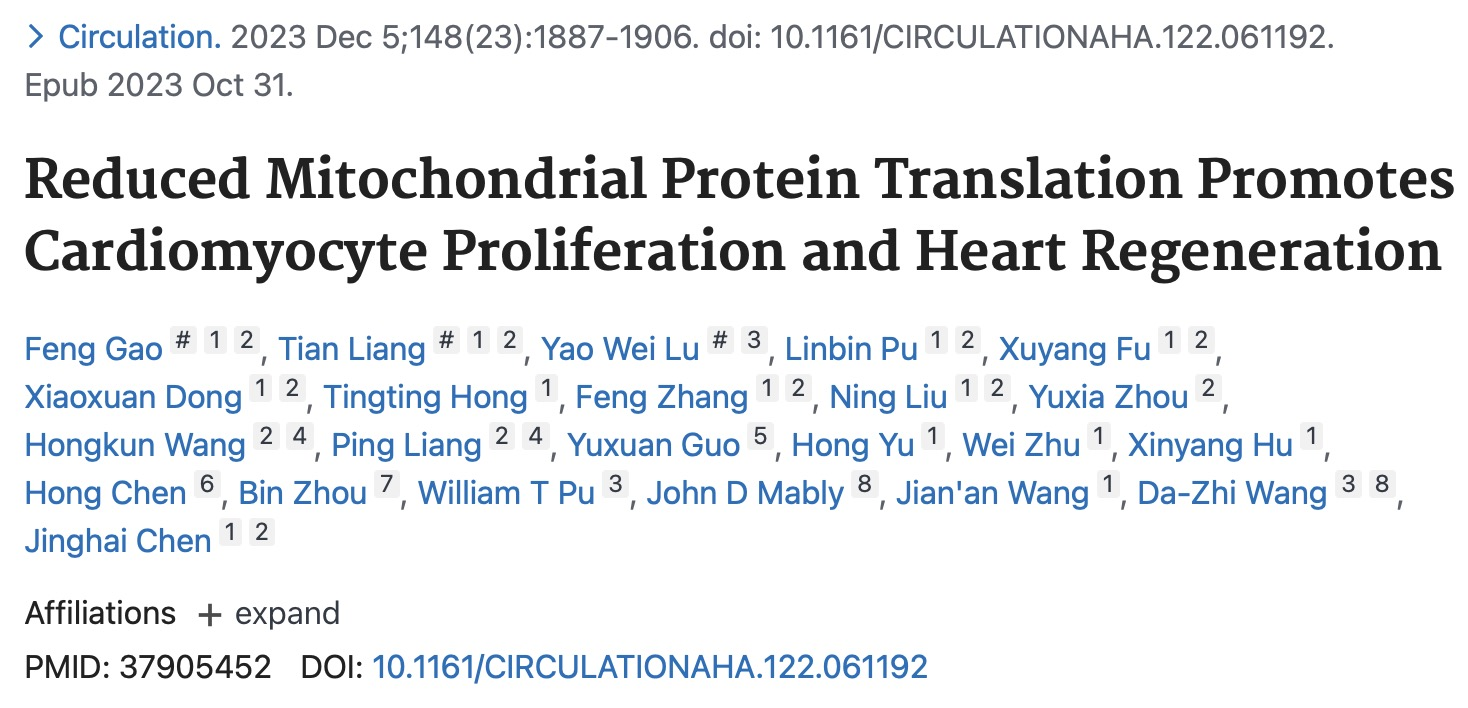 > Circulation. 2023 Dec 5;148(23):1887-1906. doi: 10.1161/CIRCULATIONAHA.122.061192.
Epub 2023 Oct 31.
Reduced Mitochondrial Protein Translation Promotes
Cardiomyocyte Proliferation and Heart Regeneration
Feng Gao # 1 2, Tian Liang # 1 2, Yao Wei Lu # 3, Linbin Pu 1 2, Xuyang Fu 1 2,
Xiaoxuan Dong 1 2, Tingting Hong 1, Feng Zhang 1 2, Ning Liu 1 2, Yuxia Zhou 2,
Hongkun Wang 2 4, Ping Liang 2 4, Yuxuan Guo 5, Hong Yu 1, Wei Zhu 1, Xinyang Hu 1,
Hong Chen 6, Bin Zhou 7, William T Pu 3, John D Mably 8, Jian'an Wang 1, Da-Zhi Wang 3 8,
Jinghai Chen 1 2
Affiliations + expand
PMID: 37905452 DOI: 10.1161/CIRCULATIONAHA.122.061192